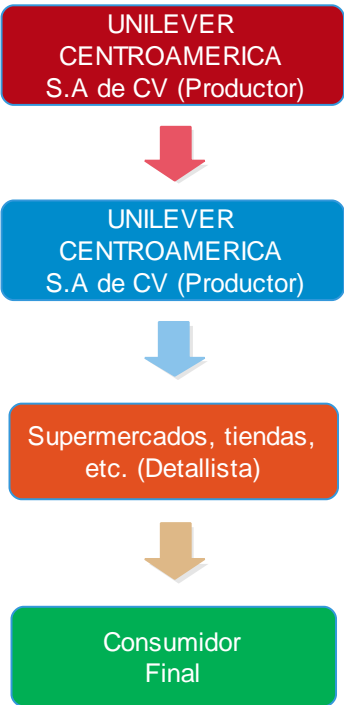 UNILEVER
CENTROAMERICA
S.A de CV (Productor)
UNILEVER
CENTROAMERICA
S.A de CV (Productor)
Supermercados, tiendas,
etc. (Detallista)
Consumidor
Final